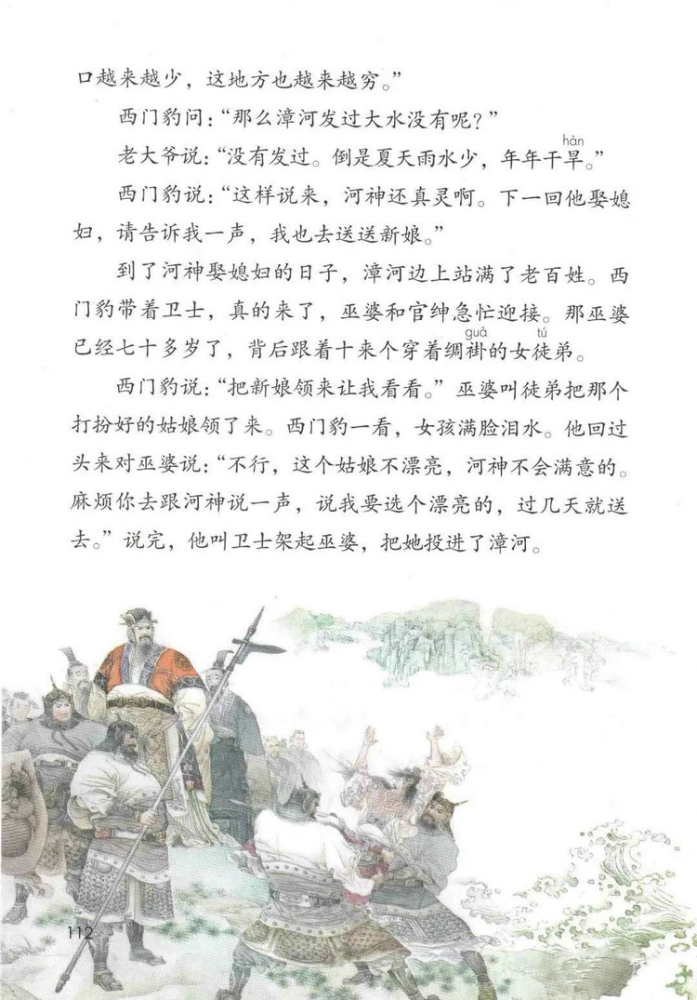 口越来越少，这地方也越来越穷。”
西门豹问：“那么漳河发过大水没有呢？”
hàn
老大爷说：“没有发过。倒是夏天雨水少，年年干旱。”
西门豹说：“这样说来，河神还真灵啊。下一回他娶媳
妇，请告诉我一声，我也去送送新娘。”
到了河神娶媳妇的日子，漳河边上站满了老百姓。西
门豹带着卫士，真的来了，巫婆和官绅急忙迎接。那巫婆
guà tú
已经七十多岁了，背后跟着十来个穿着绸褂的女徒弟。
西门豹说：“把新娘领来让我看看。”巫婆叫徒弟把那个
打扮好的姑娘领了来。西门豹一看，女孩满脸泪水。他回过
头来对巫婆说：“不行，这个姑娘不漂亮，河神不会满意的。
麻烦你去跟河神说一声，说我要选个漂亮的，过几天就送
去。”说完，他叫卫士架起巫婆，把她投进了漳河。
112